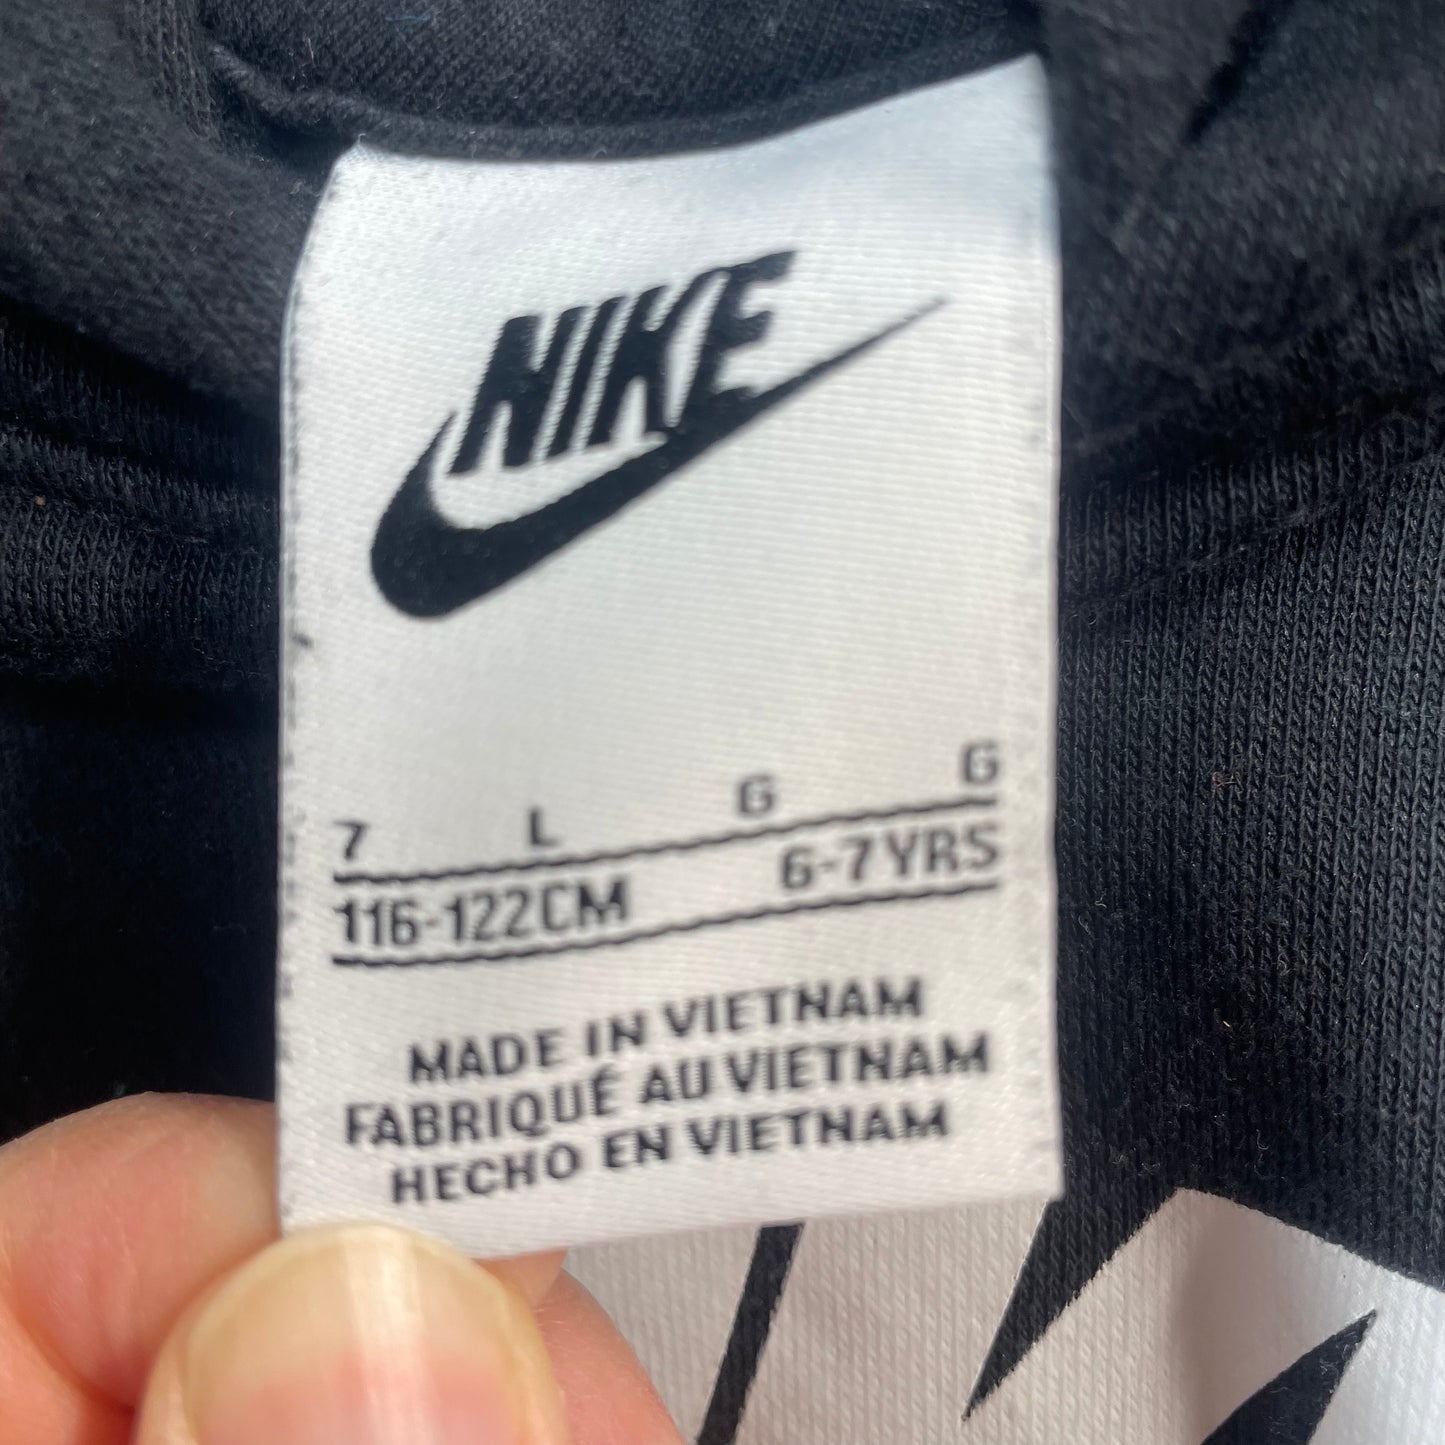 NIKE
7 L G G
116-122CM 6-7YRS
MADE IN VIETNAM
FABRIQUÉ AU VIETNAM
HECHO EN VIETNAM